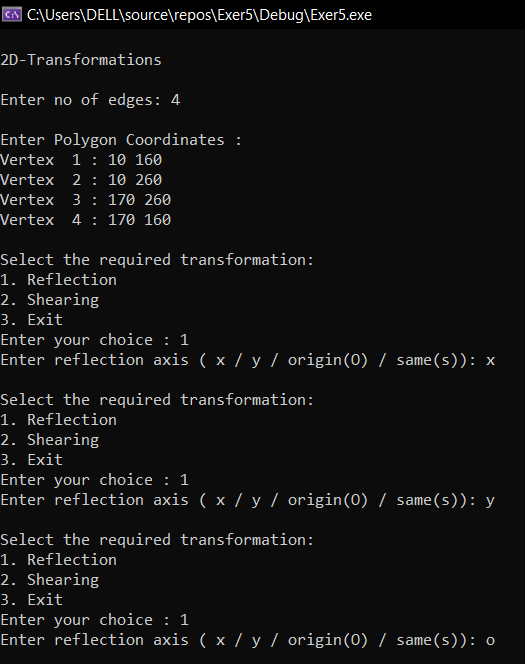 C:\Users\DELL\source\repos\Exer5\Debug\Exer5.exe
2D-Transformations
Enter no of edges: 4
Enter Polygon Coordinates :
Vertex  1 : 10 160
Vertex  2 : 10 260
Vertex  3 : 170 260
Vertex  4 : 170 160
Select the required transformation:
1. Reflection
2. Shearing
3. Exit
Enter your choice : 1
Enter reflection axis ( x / y / origin(O) / same(s)): x
Select the required transformation:
1. Reflection
2. Shearing
3. Exit
Enter your choice : 1
Enter reflection axis ( x / y / origin(O) / same(s)): y
Select the required transformation:
1. Reflection
2. Shearing
3. Exit
Enter your choice : 1
Enter reflection axis ( x / y / origin(O) / same(s)): o